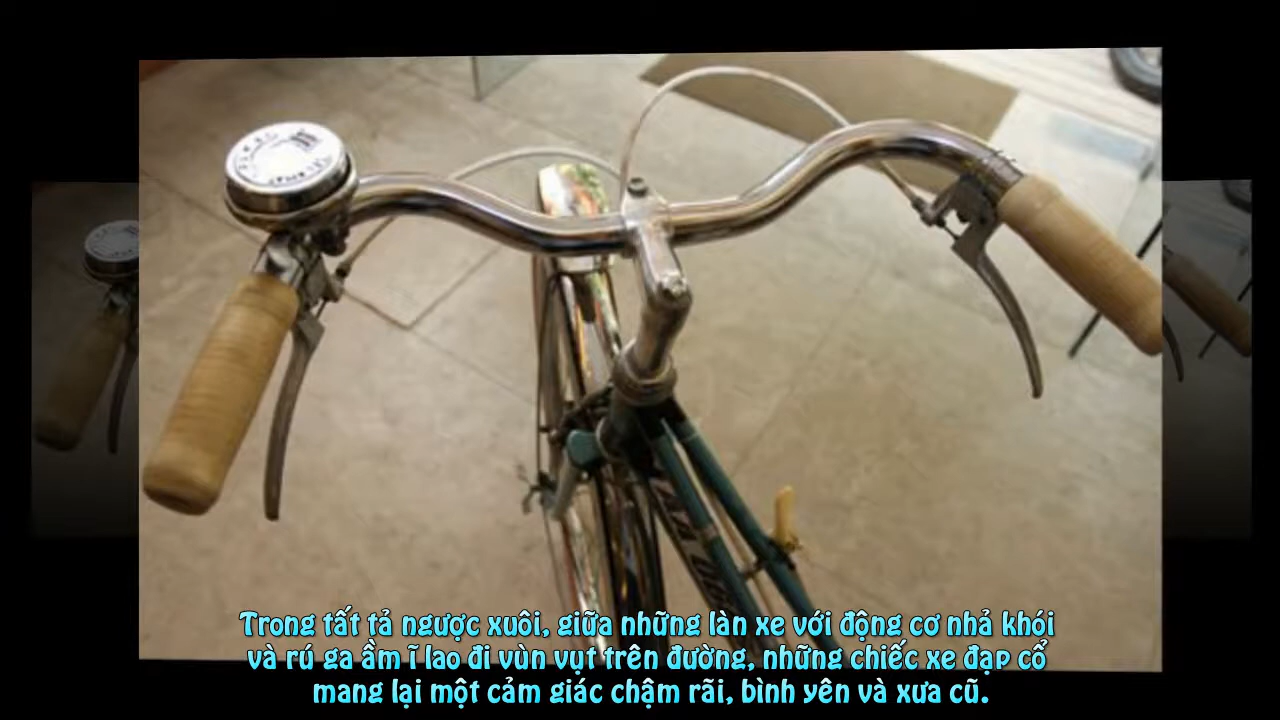 Trong tất tả ngược xuôi, giữa những làn xe với động cơ nhả khói
và rú ga ầm ĩ lao đi vùn vụt trên đường, những chiếc xe đạp cổ
mang lại một cảm giác chậm rãi, bình yên và xưa cũ.